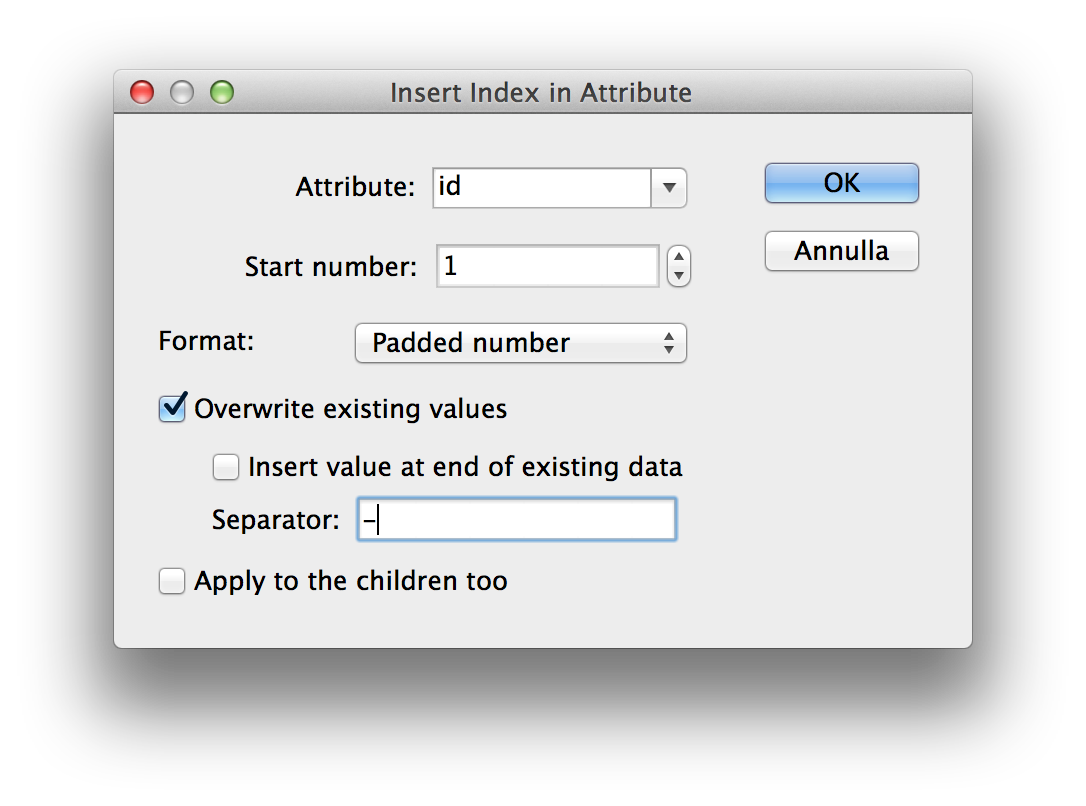 Insert Index in Attribute
Attribute: id
OK
Start number: 1
Annulla
Format: Padded number
Overwrite existing values
Insert value at end of existing data
Separator: -
Apply to the children too